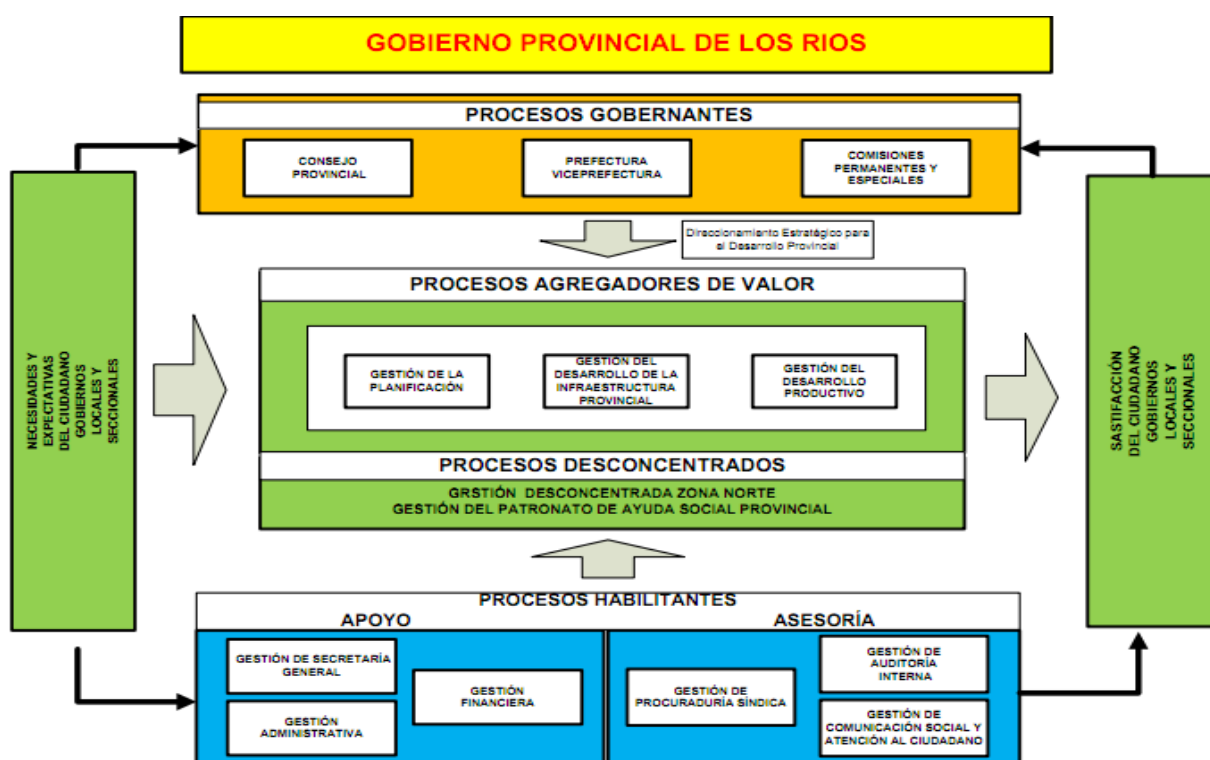 GOBIERNO PROVINCIAL DE LOS RIOS
PROCESOS GOBERNANTES
CONSEJO
PROVINCIAL
PREFECTURA
VICEPREFECTURA
COMISIONES
PERMANENTES Y
ESPECIALES
Direccionamiento Estratégico para
el Desarrollo Provincial
NECESIDADES Y
EXPECTATIVAS
DEL CIUDADANO
GOBIERNOS
LOCALES Y
SECCIONALES
PROCESOS AGREGADORES DE VALOR
GESTIÓN DE LA
PLANIFICACIÓN
GESTIÓN DEL
DESARROLLO DE LA
INFRAESTRUCTURA
PROVINCIAL
GESTIÓN DEL
DESARROLLO
PRODUCTIVO
PROCESOS DESCONCENTRADOS
GRSTIÓN DESCONCENTRADA ZONA NORTE
GESTIÓN DEL PATRONATO DE AYUDA SOCIAL PROVINCIAL
SASTIFACCIÓN
DEL CIUDADANO
GOBIERNOS
LOCALES Y
SECCIONALES
PROCESOS HABILITANTES
APOYO
ASESORÍA
GESTIÓN DE SECRETARÍA
GENERAL
GESTIÓN
ADMINISTRATIVA
GESTIÓN
FINANCIERA
GESTIÓN DE
PROCURADURÍA SÍNDICA
GESTIÓN DE
AUDITORÍA
INTERNA
GESTIÓN DE
COMUNICACIÓN SOCIAL Y
ATENCIÓN AL CIUDADANO